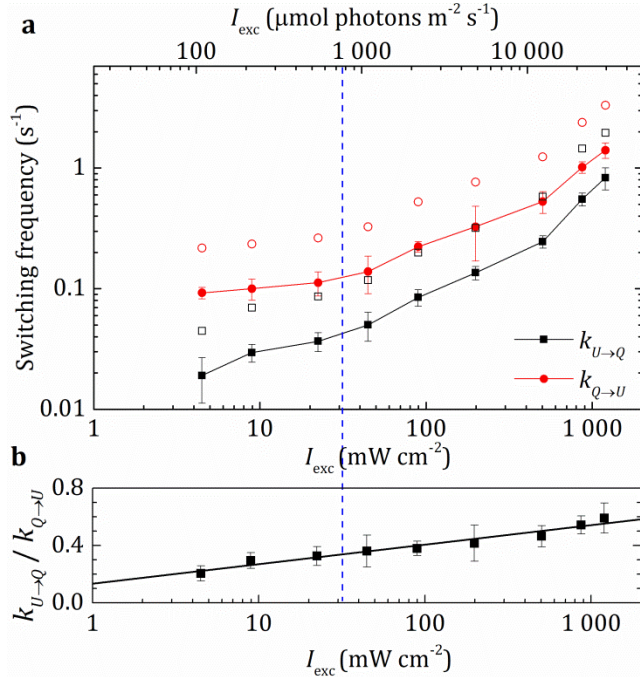 a
I_exc (μmol photons m⁻² s⁻¹)
100 1 000 10 000
Switching frequency (s⁻¹)
1
0.1
0.01
k_U→Q
k_Q→U
1 10 100 1 000
I_exc (mW cm⁻²)
b
k_U→Q / k_Q→U
0.8
0.4
0.0
1 10 100 1 000
I_exc (mW cm⁻²)